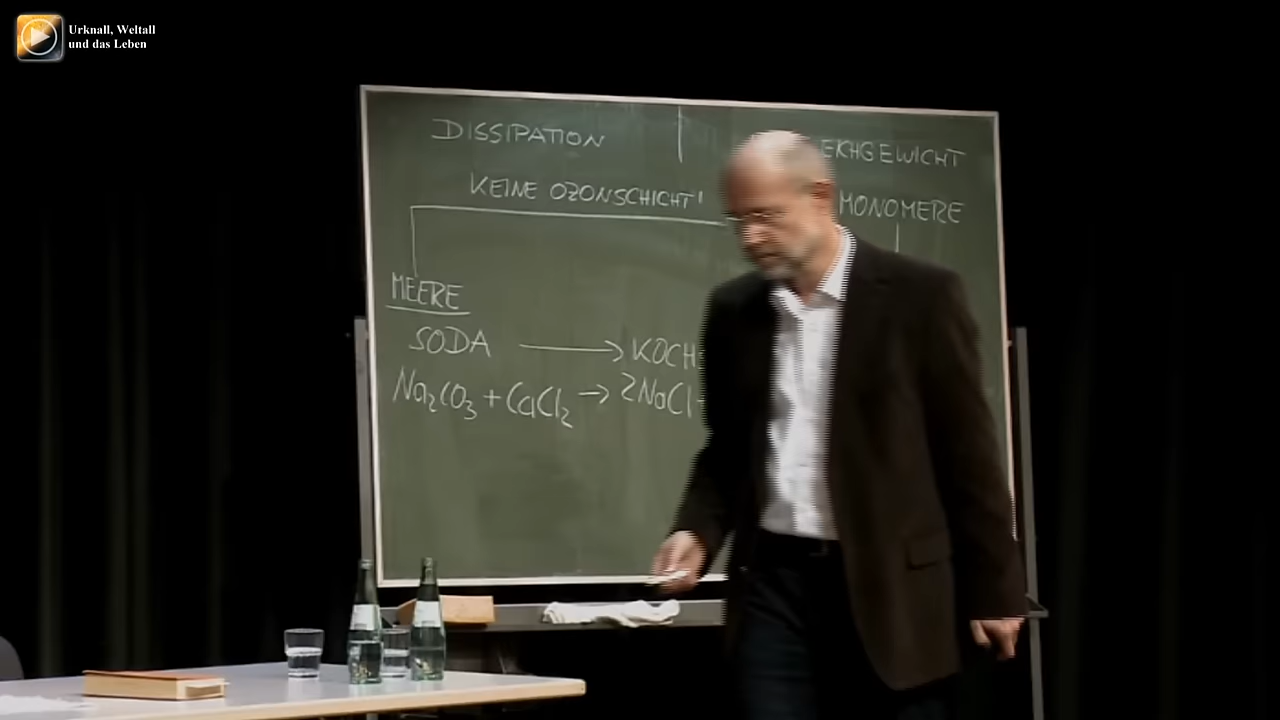 Urknall, Weltall
und das Leben
DISSIPATION
EKHGEWICHT
KEINE OZONSCHICHT'
MONOMERE
MEERE
SODA → KOCH
Na₂CO₃ + CaCl₂ → 2NaCl